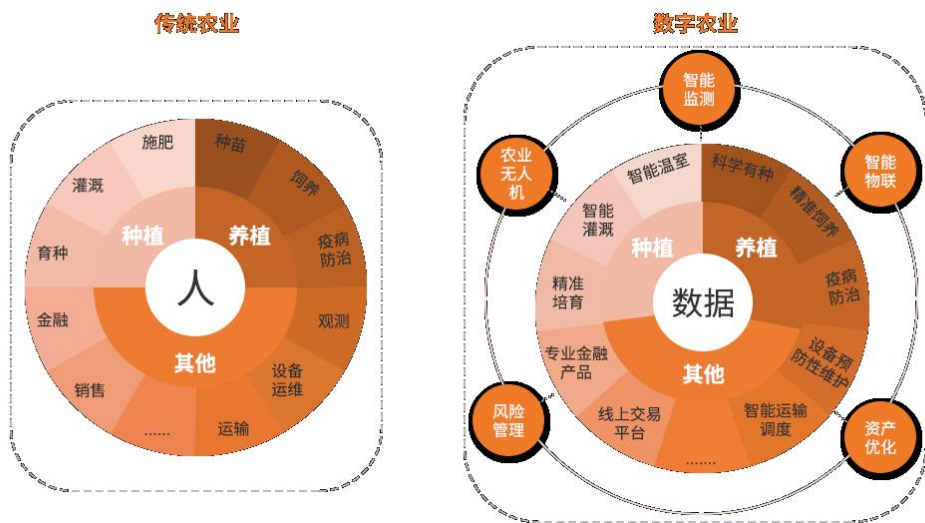 传统农业
数字农业
施肥
种苗
灌溉
饲养
育种
种植
养植
疫病
防治
人
金融
观测
其他
销售
设备
运维
......
运输
智能
监测
农业
无人
机
智能
物联
智能温室
科学有种
智能
灌溉
精准饲养
种植
养植
精准
培育
疫病
防治
数据
专业金融
产品
其他
设备预
防性维护
线上交易
平台
智能运输
调度
.......
风险
管理
资产
优化